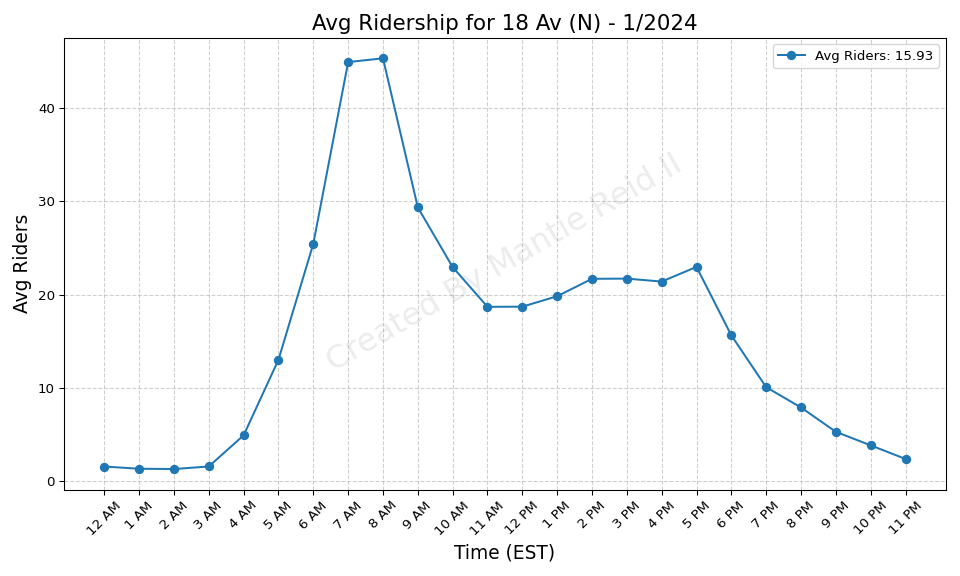 Avg Ridership for 18 Av (N) - 1/2024
Avg Riders: 15.93
Avg Riders
40
30
20
10
0
Created By Mantie Reid II
12 AM
1 AM
2 AM
3 AM
4 AM
5 AM
6 AM
7 AM
8 AM
9 AM
10 AM
11 AM
12 PM
1 PM
2 PM
3 PM
4 PM
5 PM
6 PM
7 PM
8 PM
9 PM
10 PM
11 PM
Time (EST)